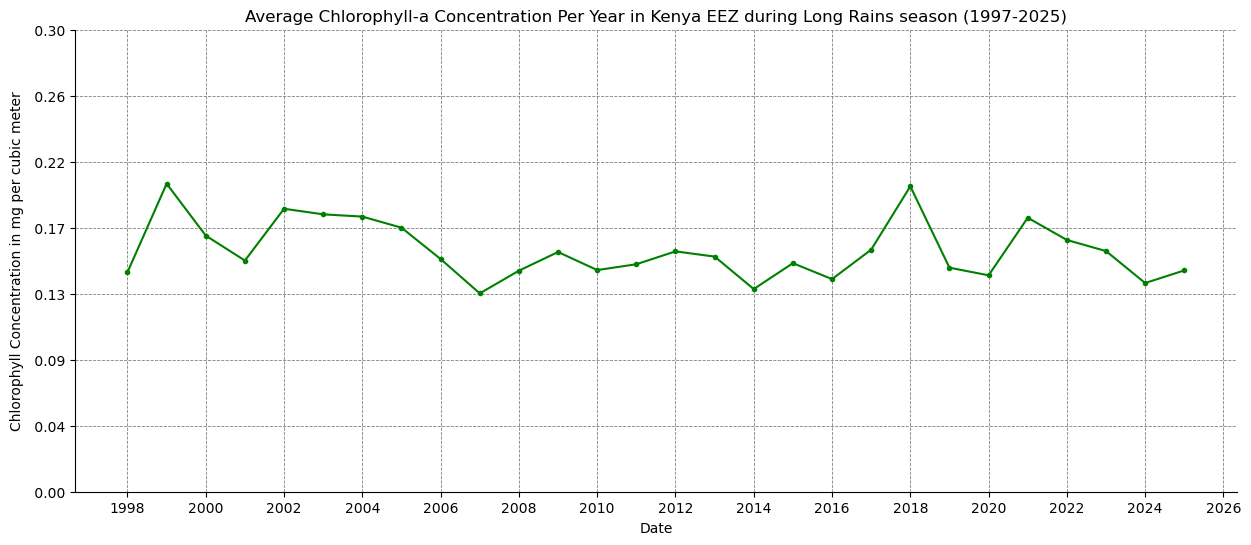 Average Chlorophyll-a Concentration Per Year in Kenya EEZ during Long Rains season (1997-2025)
Chlorophyll Concentration in mg per cubic meter
0.30
0.26
0.22
0.17
0.13
0.09
0.04
0.00
1998 2000 2002 2004 2006 2008 2010 2012 2014 2016 2018 2020 2022 2024 2026
Date